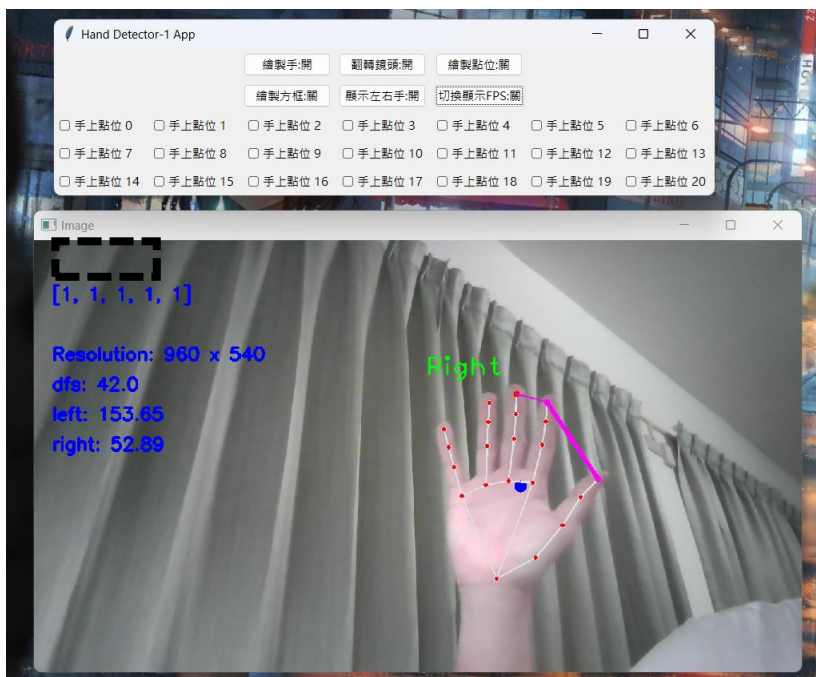 Hand Detector-1 App
繪製手:開 翻轉鏡頭:開 繪製點位:關
繪製方框:關 顯示左右手:開 切換顯示FPS:關
手上點位 0 手上點位 1 手上點位 2 手上點位 3 手上點位 4 手上點位 5 手上點位 6
手上點位 7 手上點位 8 手上點位 9 手上點位 10 手上點位 11 手上點位 12 手上點位 13
手上點位 14 手上點位 15 手上點位 16 手上點位 17 手上點位 18 手上點位 19 手上點位 20
Image
[1, 1, 1, 1, 1]
Resolution: 960 x 540
dfs: 42.0
left: 153.65
right: 52.89
Right